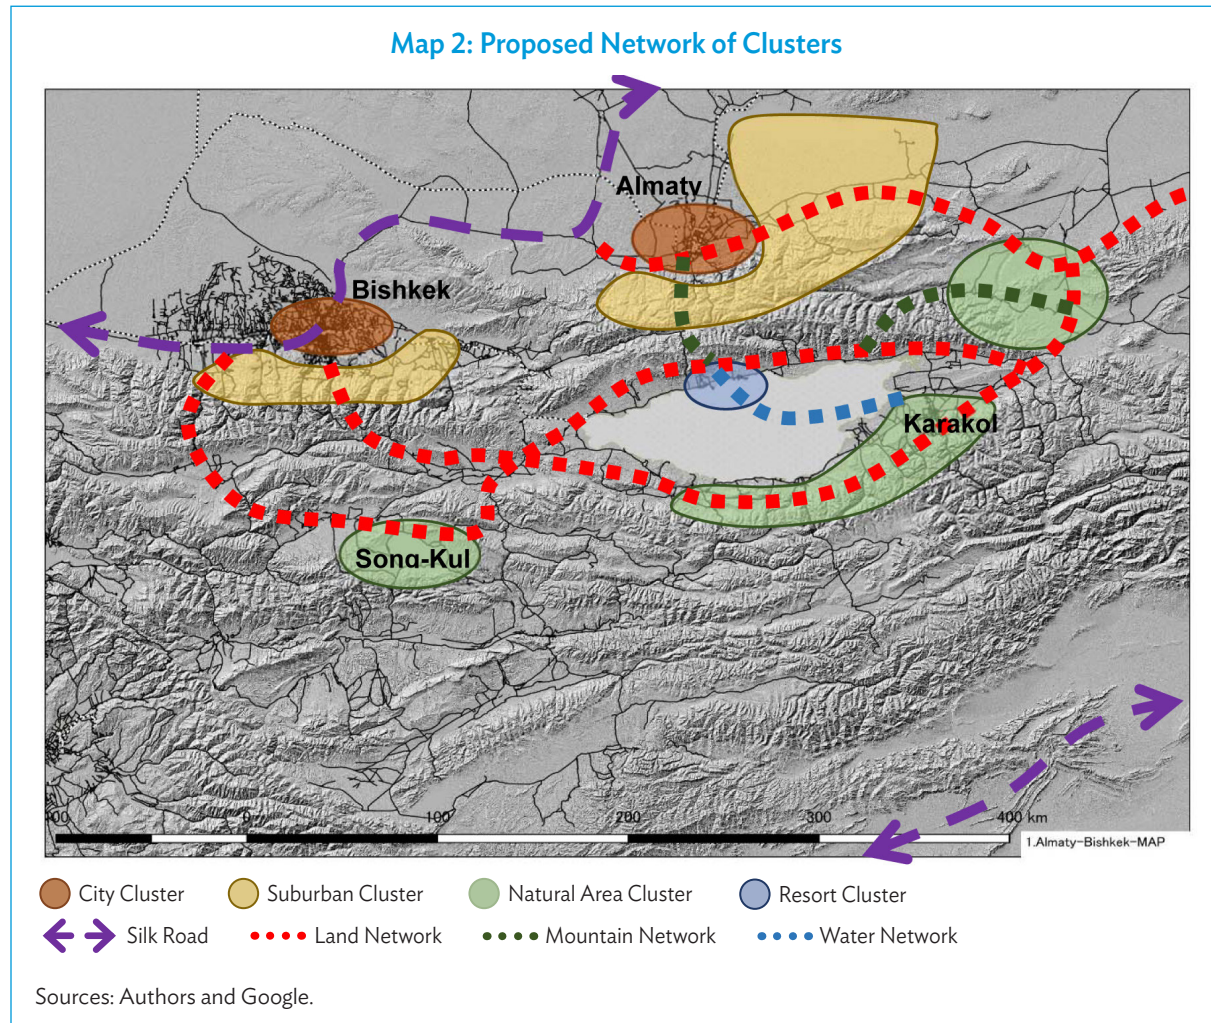 Map 2: Proposed Network of Clusters
Almaty
Bishkek
Karakol
Song-Kul
100 0 100 200 300 400 km
1.Almaty-Bishkek-MAP
City Cluster Suburban Cluster Natural Area Cluster Resort Cluster
Silk Road Land Network Mountain Network Water Network
Sources: Authors and Google.